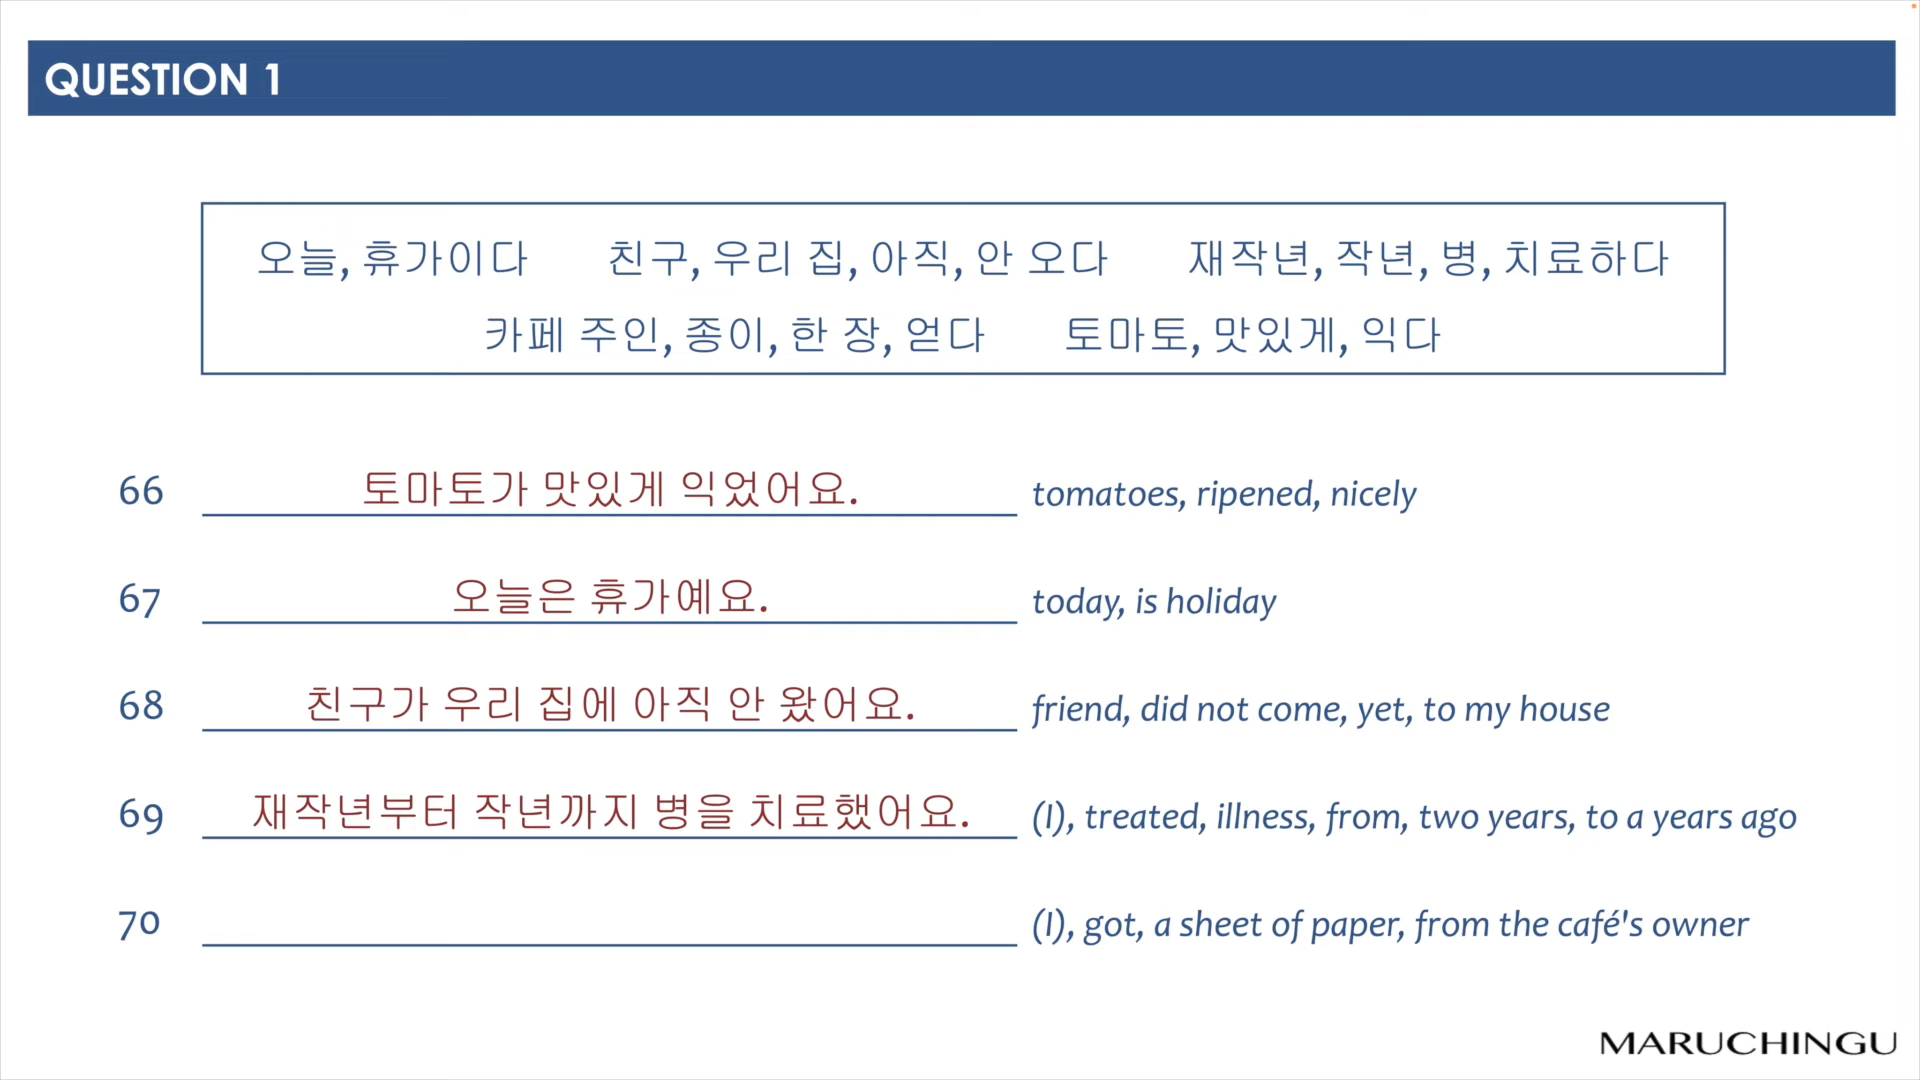 QUESTION 1
오늘, 휴가이다 친구, 우리 집, 아직, 안 오다 재작년, 작년, 병, 치료하다
카페 주인, 종이, 한 장, 얻다 토마토, 맛있게, 익다
66 토마토가 맛있게 익었어요. tomatoes, ripened, nicely
67 오늘은 휴가예요. today, is holiday
68 친구가 우리 집에 아직 안 왔어요. friend, did not come, yet, to my house
69 재작년부터 작년까지 병을 치료했어요. (I), treated, illness, from, two years, to a years ago
70 (I), got, a sheet of paper, from the café's owner
MARUCHINGU